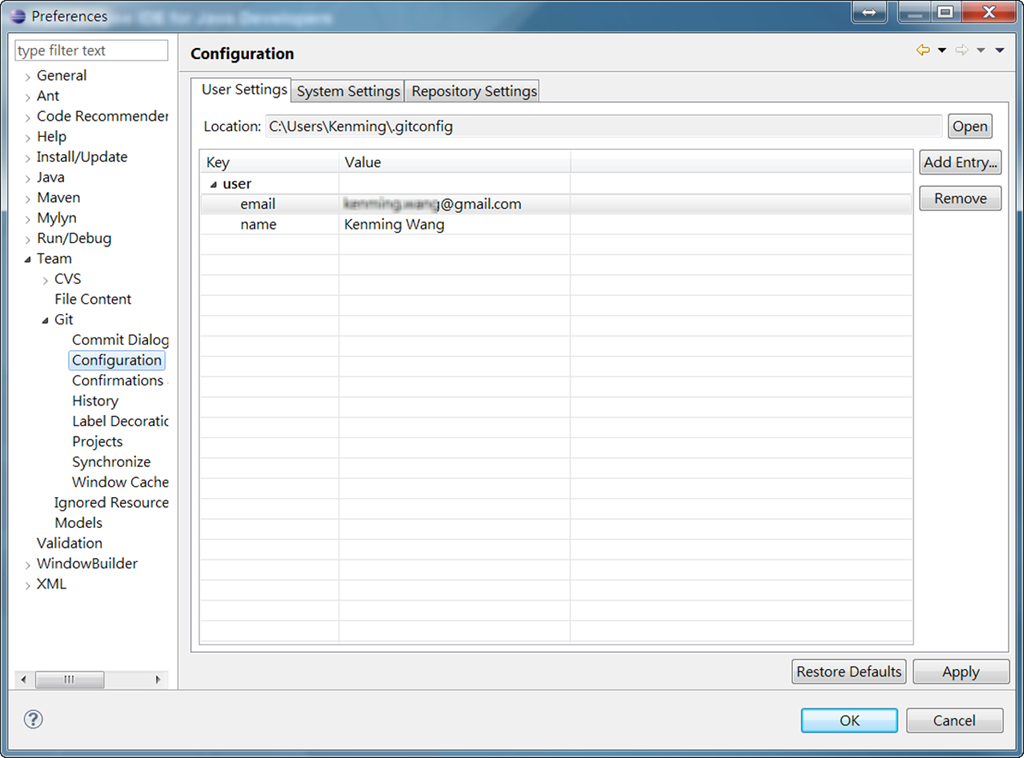 Preferences
type filter text
General
Ant
Code Recommender
Help
Install/Update
Java
Maven
Mylyn
Run/Debug
Team
CVS
File Content
Git
Commit Dialog
Configuration
Confirmations
History
Label Decoratic
Projects
Synchronize
Window Cache
Ignored Resource
Models
Validation
WindowBuilder
XML
Configuration
User Settings System Settings Repository Settings
Location: C:\Users\Kenming\.gitconfig Open
Key Value Add Entry...
user
email @gmail.com Remove
name Kenming Wang
Restore Defaults Apply
OK Cancel